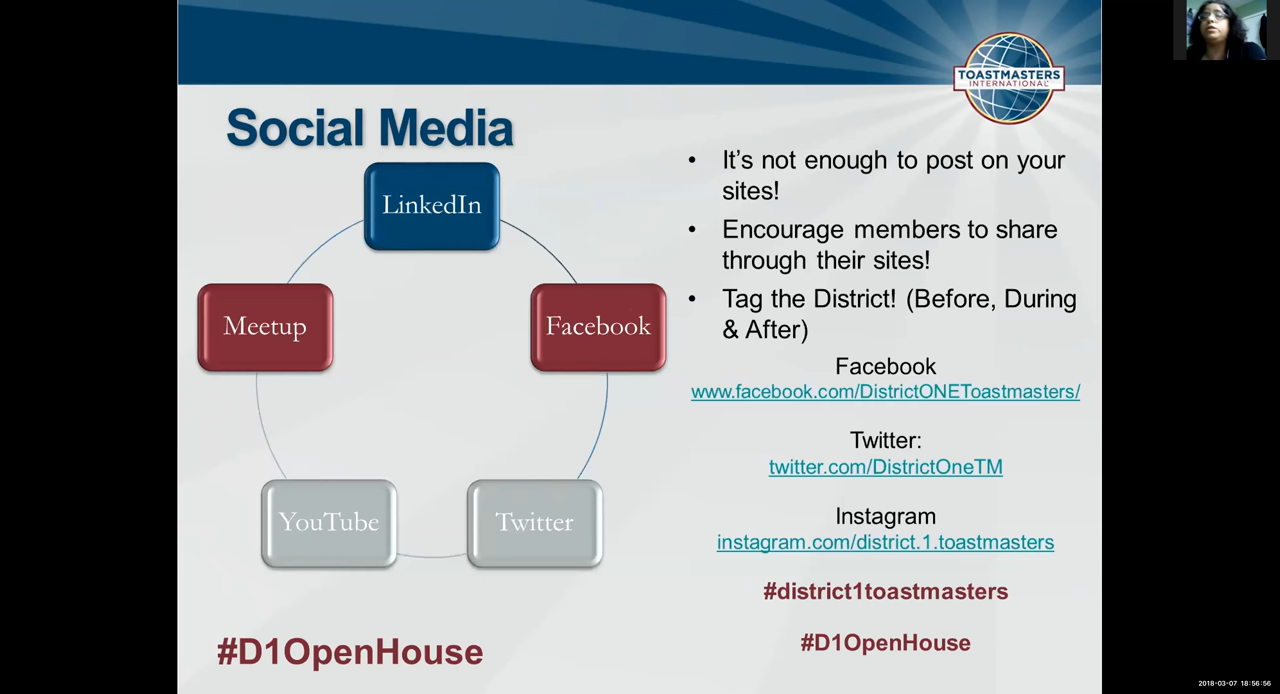 TOASTMASTERS
INTERNATIONAL
Social Media
LinkedIn
Meetup
Facebook
YouTube
Twitter
#D1OpenHouse
• It’s not enough to post on your
sites!
• Encourage members to share
through their sites!
• Tag the District! (Before, During
& After)
Facebook
www.facebook.com/DistrictONEToastmasters/
Twitter:
twitter.com/DistrictOneTM
Instagram
instagram.com/district.1.toastmasters
#district1toastmasters
#D1OpenHouse
2018-03-07 18:56:56